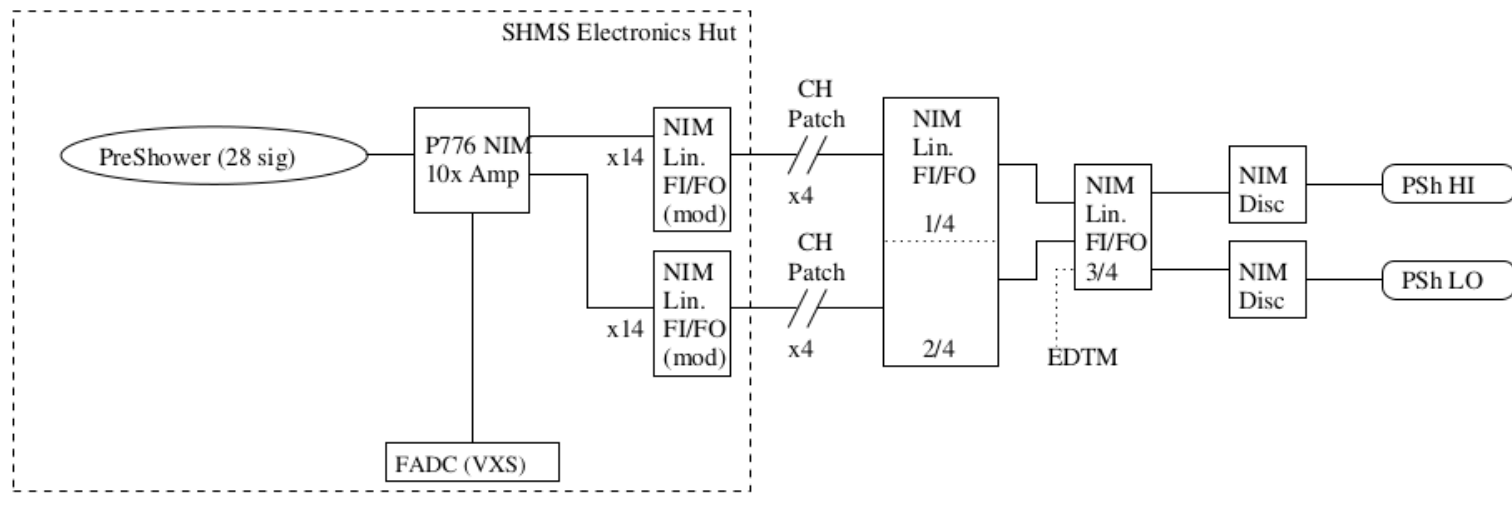 SHMS Electronics Hut
PreShower (28 sig)
P776 NIM
10x Amp
x14
NIM
Lin.
FI/FO
(mod)
x14
NIM
Lin.
FI/FO
(mod)
FADC (VXS)
CH
Patch
x4
CH
Patch
x4
NIM
Lin.
FI/FO
1/4
2/4
NIM
Lin.
FI/FO
3/4
EDTM
NIM
Disc
PSh HI
NIM
Disc
PSh LO